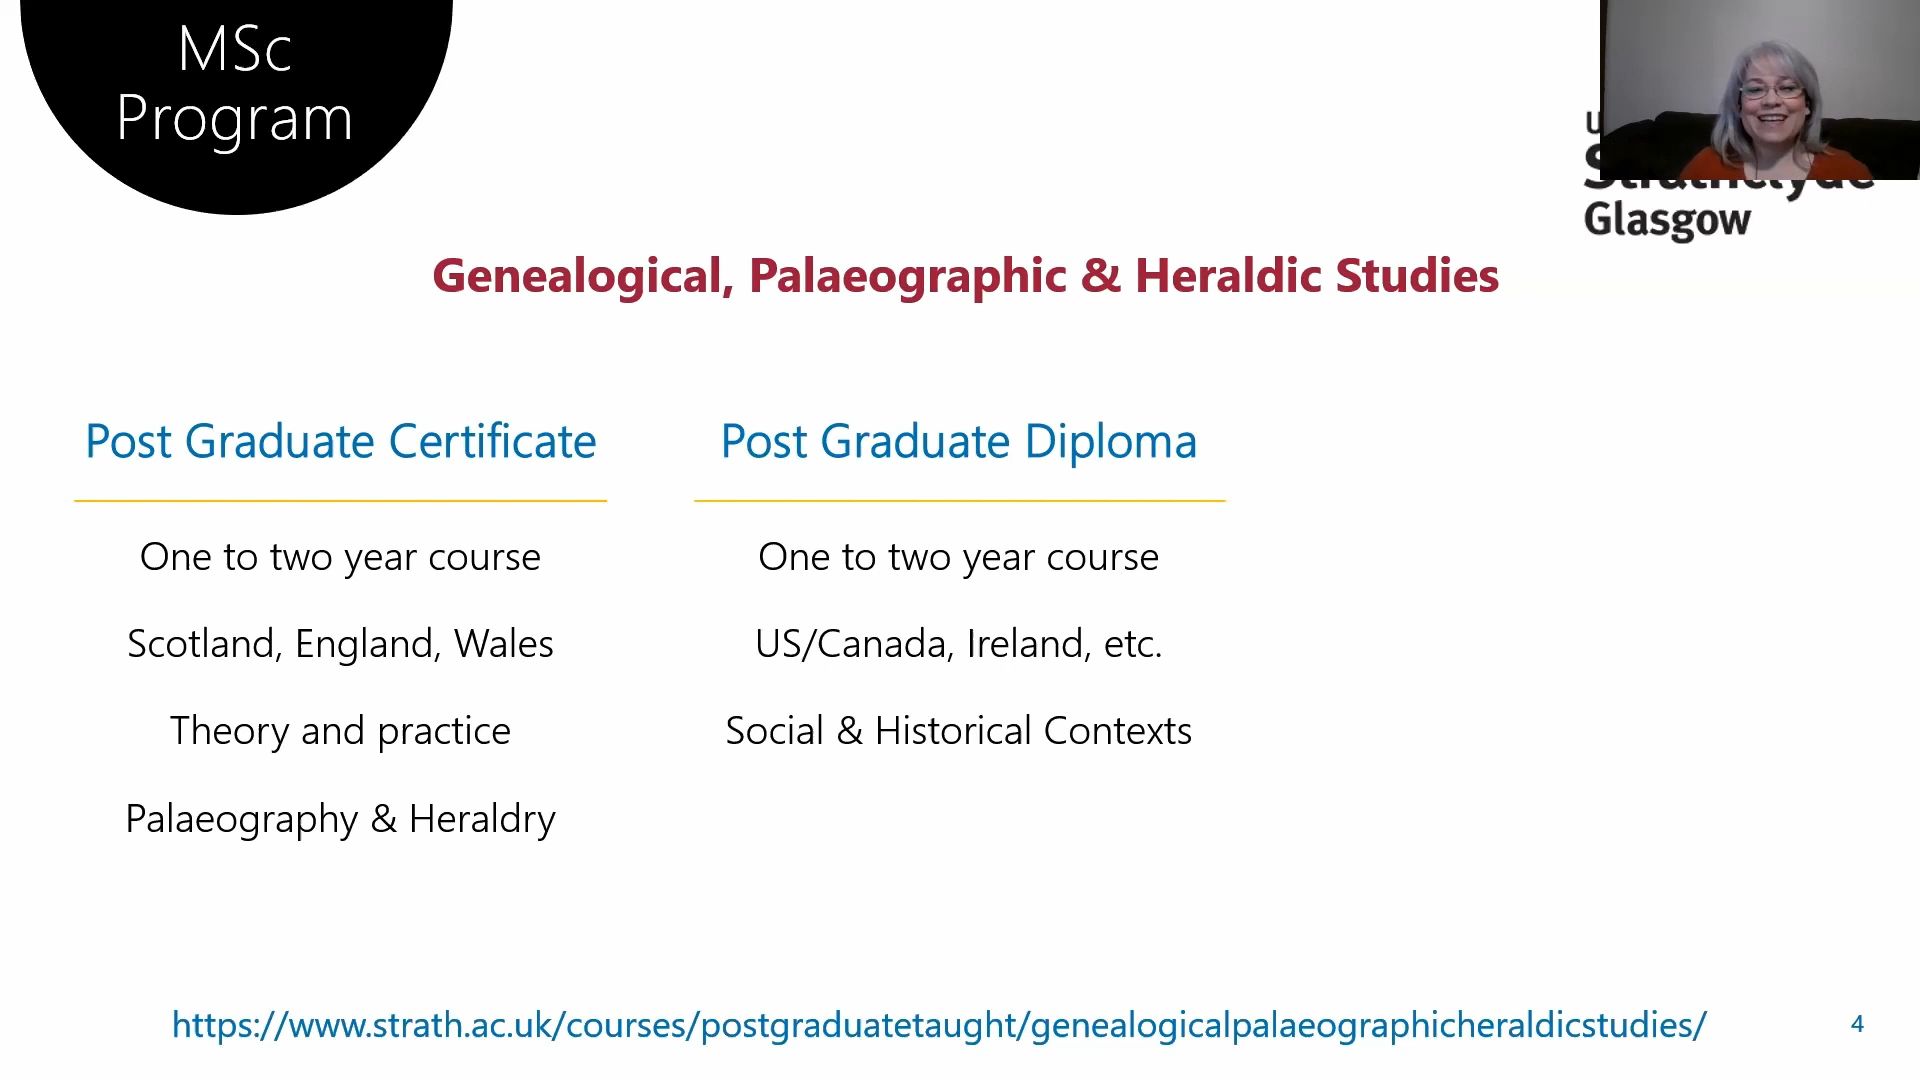 MSc
Program
Strathclyde
Glasgow
Genealogical, Palaeographic & Heraldic Studies
Post Graduate Certificate
Post Graduate Diploma
One to two year course
One to two year course
Scotland, England, Wales
US/Canada, Ireland, etc.
Theory and practice
Social & Historical Contexts
Palaeography & Heraldry
https://www.strath.ac.uk/courses/postgraduatetaught/genealogicalpalaeographicheraldicstudies/
4